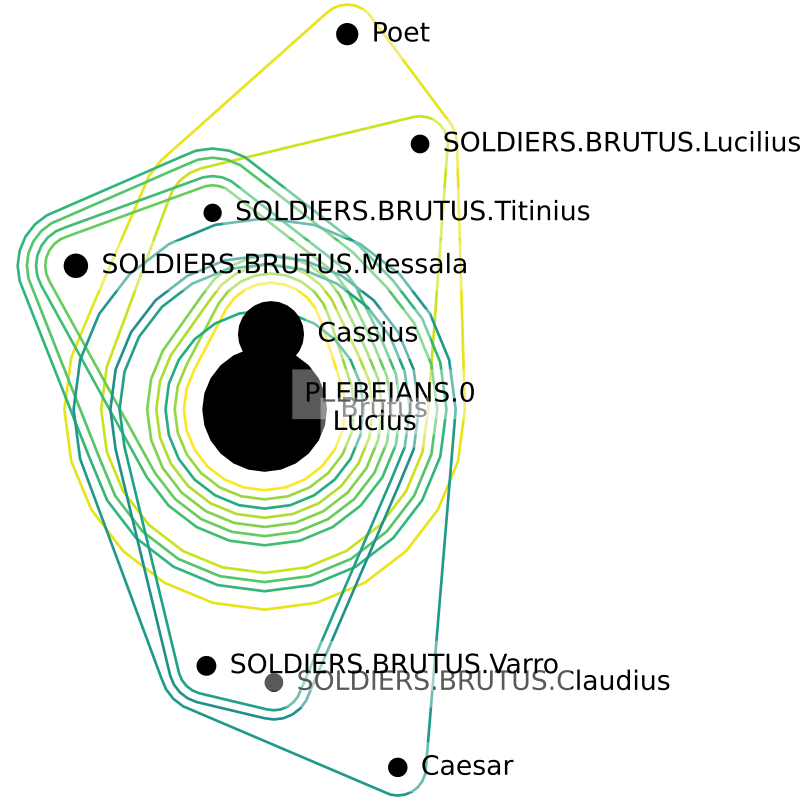 Poet
SOLDIERS.BRUTUS.Lucilius
SOLDIERS.BRUTUS.Titinius
SOLDIERS.BRUTUS.Messala
Cassius
PLEBEIANS.0
Brutus
Lucius
SOLDIERS.BRUTUS.Varro
SOLDIERS.BRUTUS.Claudius
Caesar